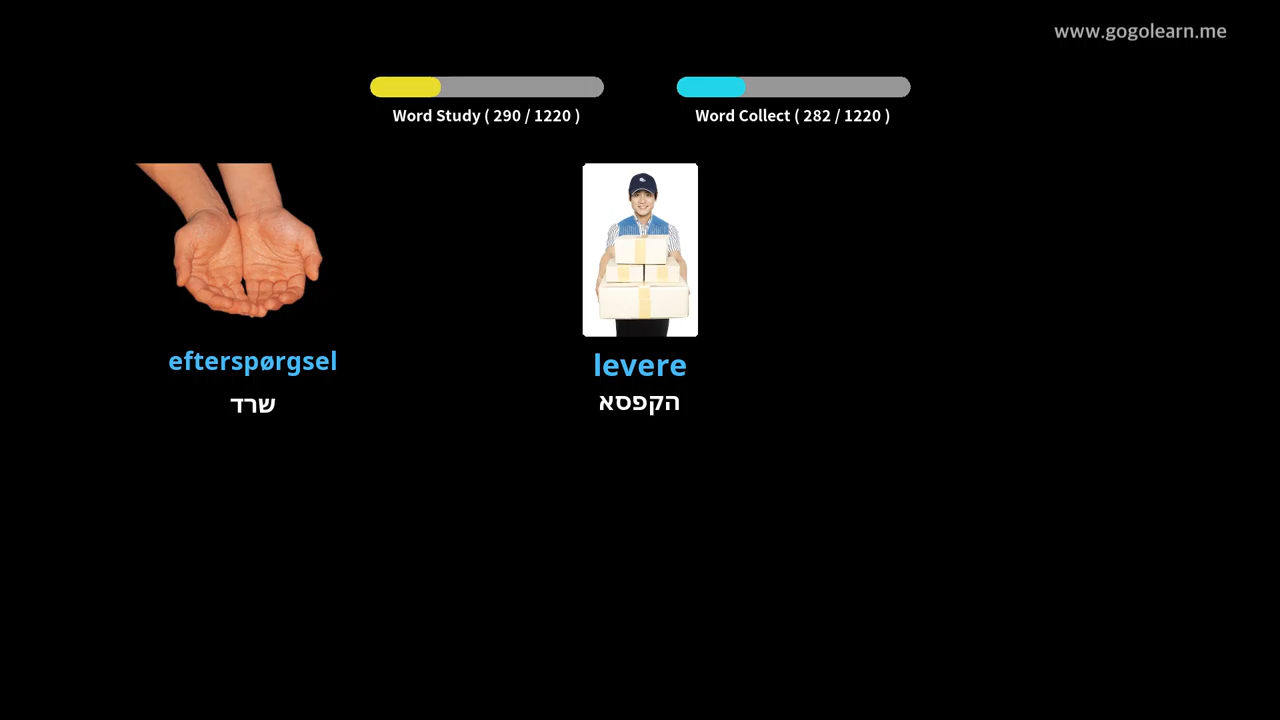 www.gogolearn.me
Word Study ( 290 / 1220 )
Word Collect ( 282 / 1220 )
efterspørgsel
שרד
levere
הקפסא